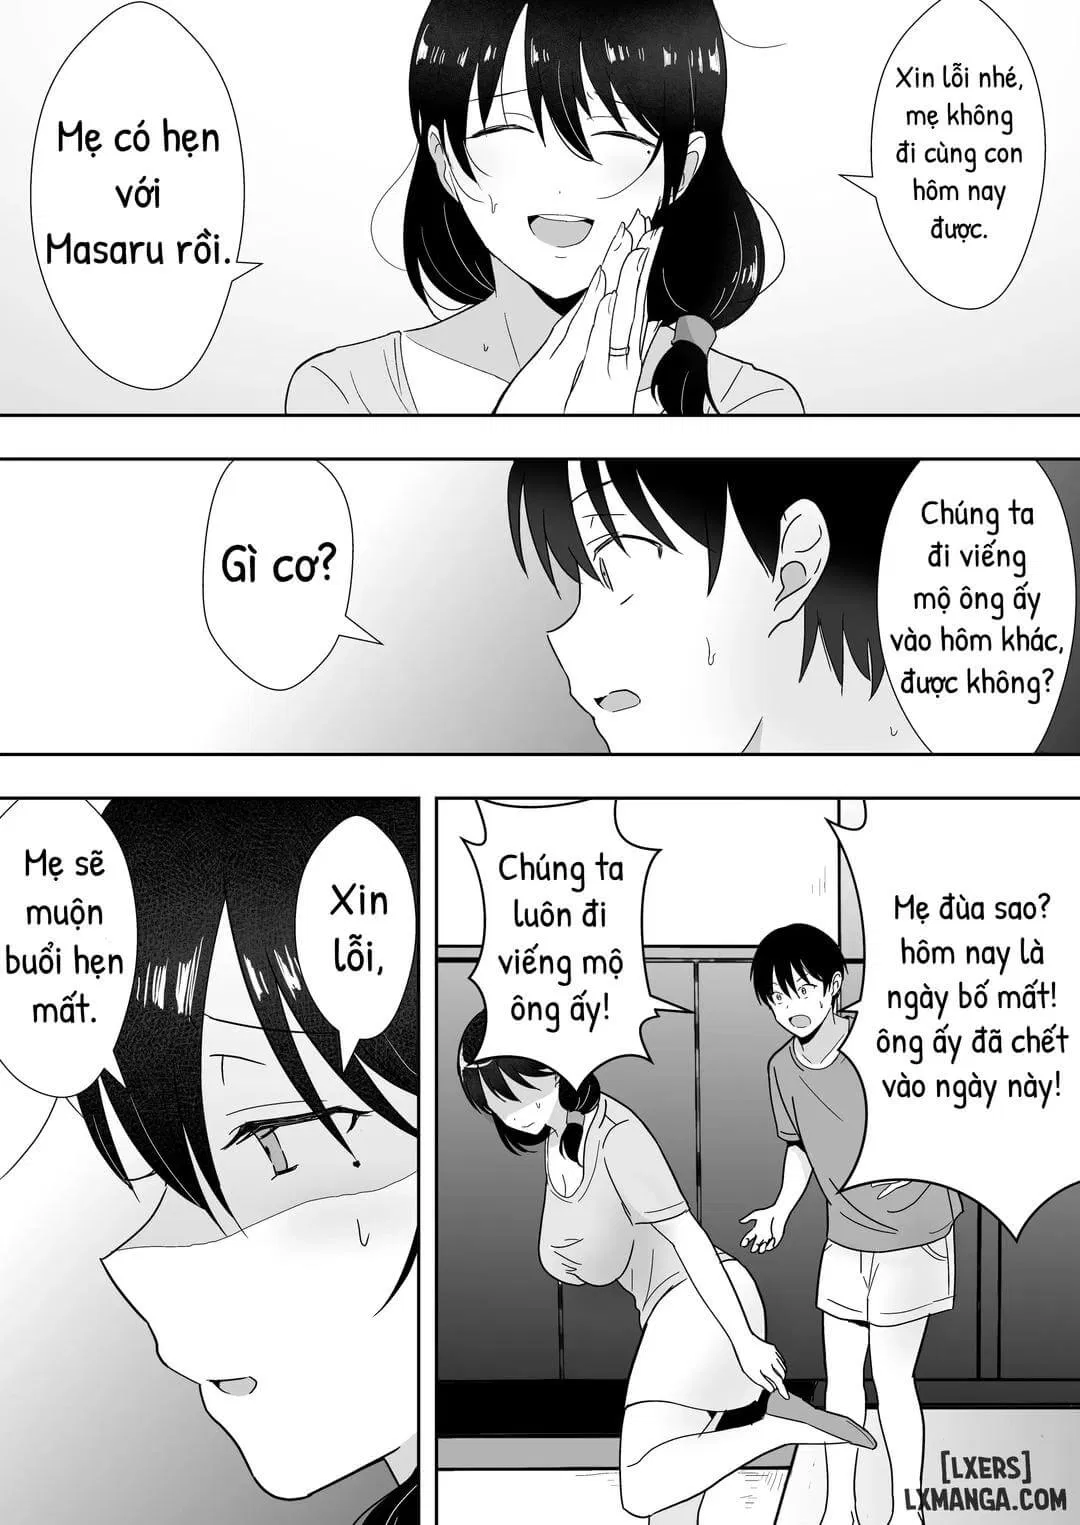 Xin lỗi nhé,
mẹ không
đi cùng con
hôm nay
được.
Mẹ có hẹn
với
Masaru rồi.
Chúng ta
đi viếng
mộ ông ấy
vào hôm khác,
được không?
Gì cơ?
Mẹ đùa sao?
hôm nay là
ngày bố mất!
ông ấy đã chết
vào ngày này!
Chúng ta
luôn đi
viếng mộ
ông ấy!
Xin
lỗi,
Mẹ sẽ
muộn
buổi hẹn
mất.
[LXERS]
LXMANGA.COM